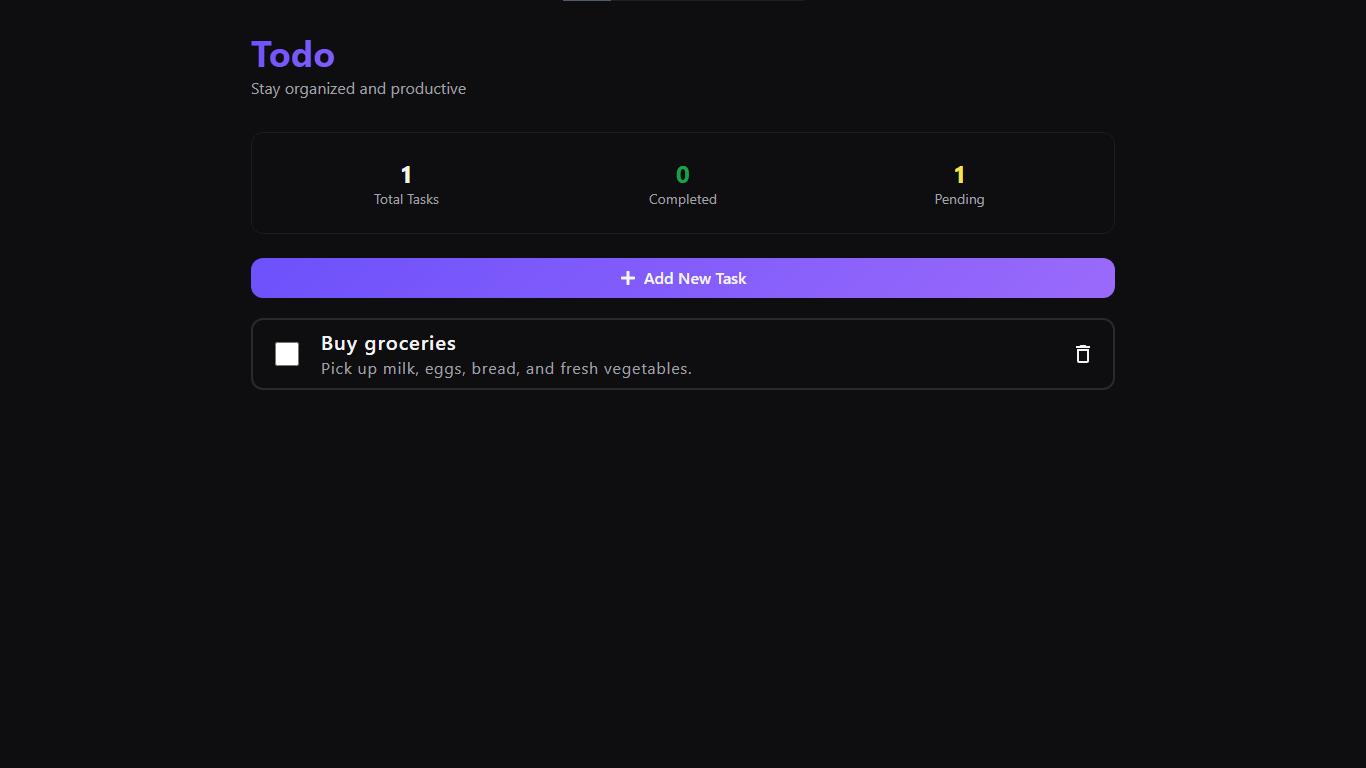 Todo
Stay organized and productive
1
Total Tasks
0
Completed
1
Pending
Add New Task
Buy groceries
Pick up milk, eggs, bread, and fresh vegetables.